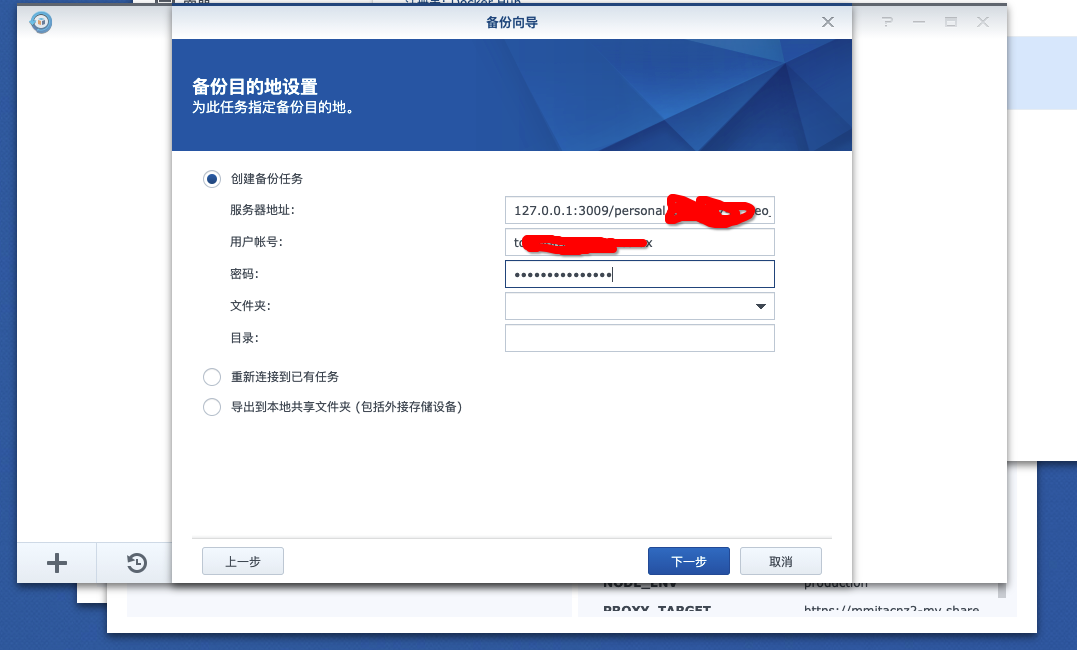 备份向导
备份目的地设置
为此任务指定备份目的地。
创建备份任务
服务器地址:
127.0.0.1:3009/personal
用户帐号:
密码:
•••••••••••••••
文件夹:
目录:
重新连接到已有任务
导出到本地共享文件夹 (包括外接存储设备)
上一步
下一步
取消
NODE_ENV production
PROXY_TARGET https://mmitacnz2-my.share